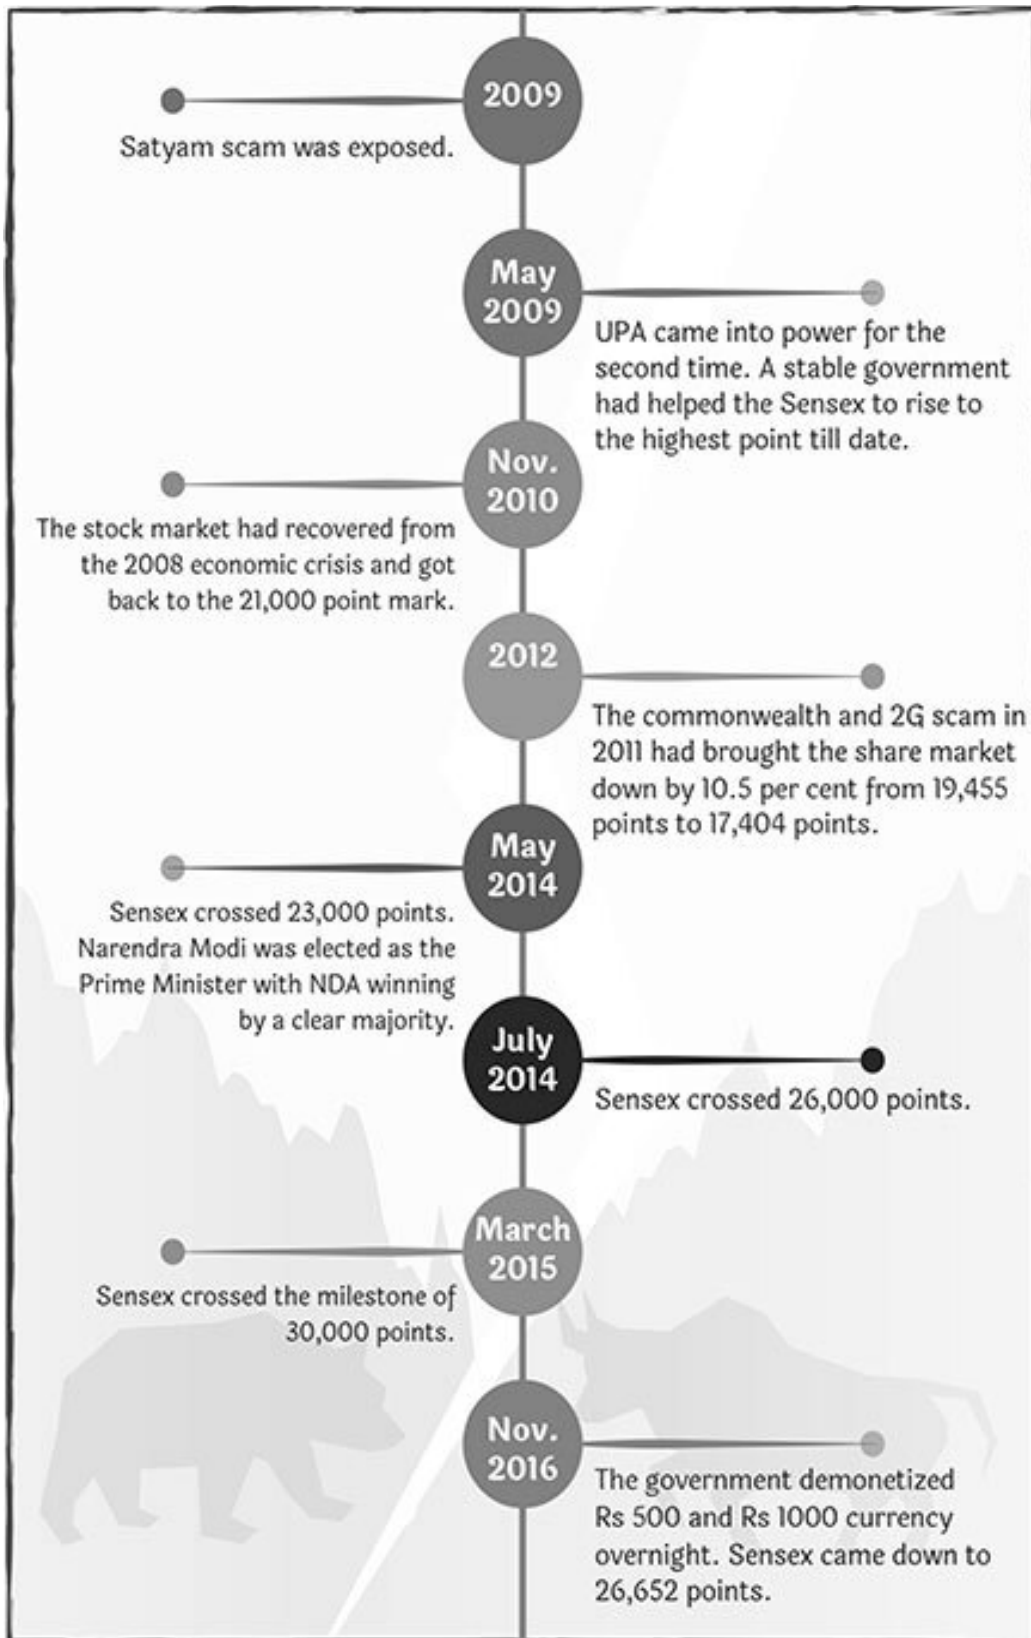 2009
Satyam scam was exposed.
May
2009
UPA came into power for the
second time. A stable government
had helped the Sensex to rise to
the highest point till date.
Nov.
2010
The stock market had recovered from
the 2008 economic crisis and got
back to the 21,000 point mark.
2012
The commonwealth and 2G scam in
2011 had brought the share market
down by 10.5 per cent from 19,455
points to 17,404 points.
May
2014
Sensex crossed 23,000 points.
Narendra Modi was elected as the
Prime Minister with NDA winning
by a clear majority.
July
2014
Sensex crossed 26,000 points.
March
2015
Sensex crossed the milestone of
30,000 points.
Nov.
2016
The government demonetized
Rs 500 and Rs 1000 currency
overnight. Sensex came down to
26,652 points.